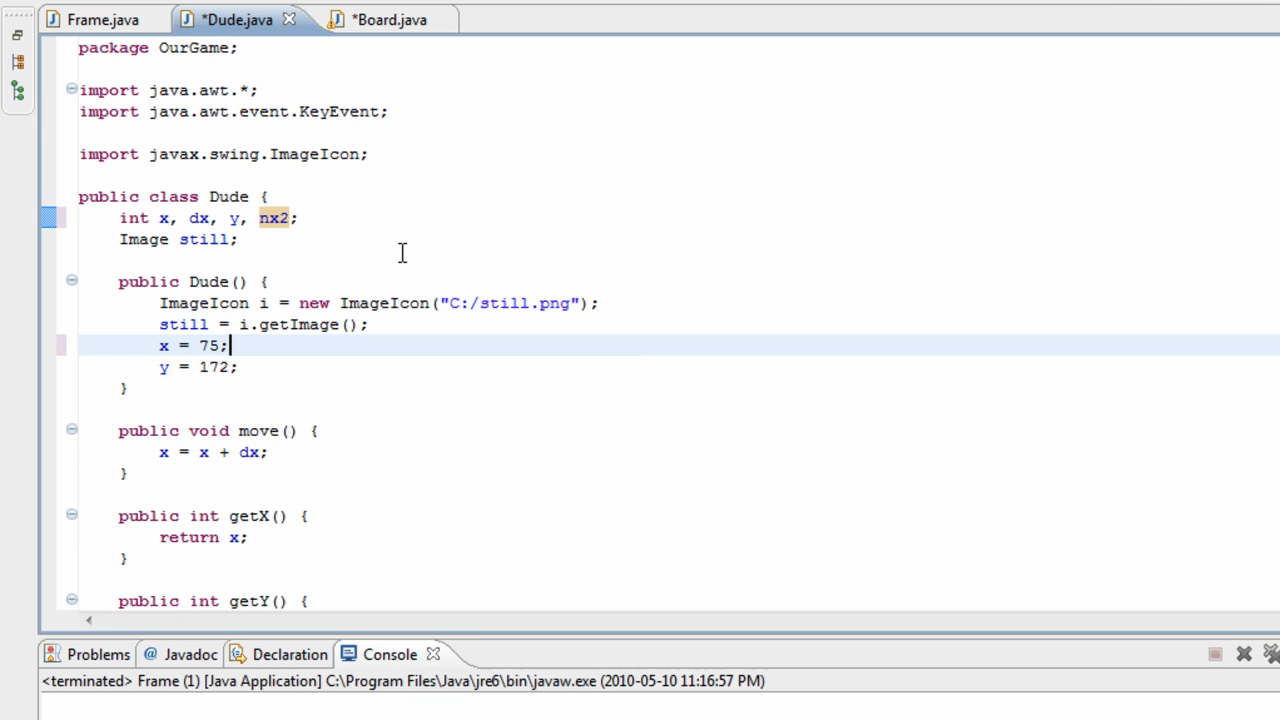 Frame.java *Dude.java *Board.java
package OurGame;
import java.awt.*;
import java.awt.event.KeyEvent;
import javax.swing.ImageIcon;
public class Dude {
int x, dx, y, nx2;
Image still;
public Dude() {
ImageIcon i = new ImageIcon("C:/still.png");
still = i.getImage();
x = 75;
y = 172;
}
public void move() {
x = x + dx;
}
public int getX() {
return x;
}
public int getY() {
Problems @ Javadoc Declaration Console
<terminated> Frame (1) [Java Application] C:\Program Files\Java\jre6\bin\javaw.exe (2010-05-10 11:16:57 PM)